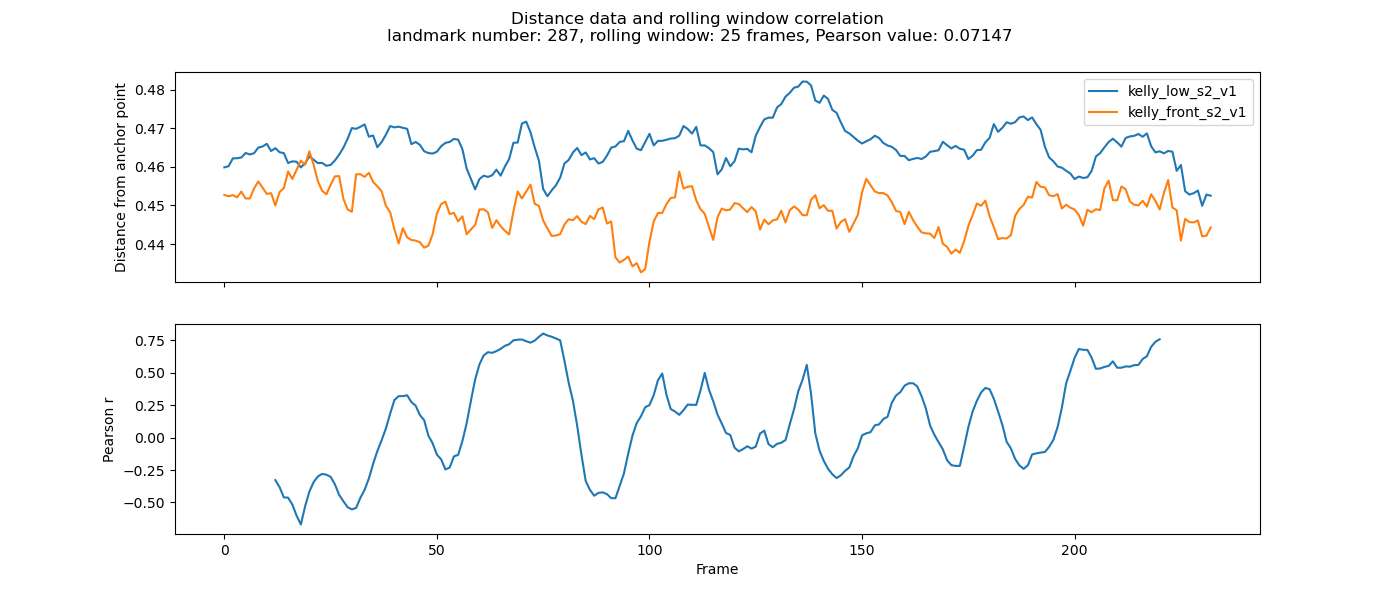 Distance data and rolling window correlation
landmark number: 287, rolling window: 25 frames, Pearson value: 0.07147
Distance from anchor point
0.48
0.47
0.46
0.45
0.44
kelly_low_s2_v1
kelly_front_s2_v1
Pearson r
0.75
0.50
0.25
0.00
−0.25
−0.50
0
50
100
150
200
Frame